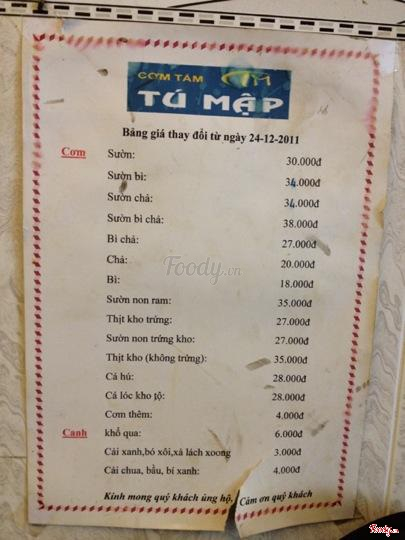 CƠM TẤM
TÚ MẬP
Bảng giá thay đổi từ ngày 24-12-2011
Cơm Sườn: 30.000đ
Sườn bì: 34.000đ
Sườn chả: 34.000đ
Sườn bì chả: 38.000đ
Bì chả: 27.000đ
Chả: 20.000đ
Bì: 18.000đ
Sườn non ram: 35.000đ
Thịt kho trứng: 27.000đ
Sườn non trứng kho: 27.000đ
Thịt kho (không trứng): 35.000đ
Cá hú: 28.000đ
Cá lóc kho tộ: 28.000đ
Cơm thêm: 4.000đ
Canh khổ qua: 6.000đ
Cải xanh,bó xôi,xà lách xoong 3.000đ
Cải chua, bầu, bí xanh: 4.000đ
Kính mong quý khách ủng hộ, Cảm ơn quý khách
Foody.vn
Foody.vn